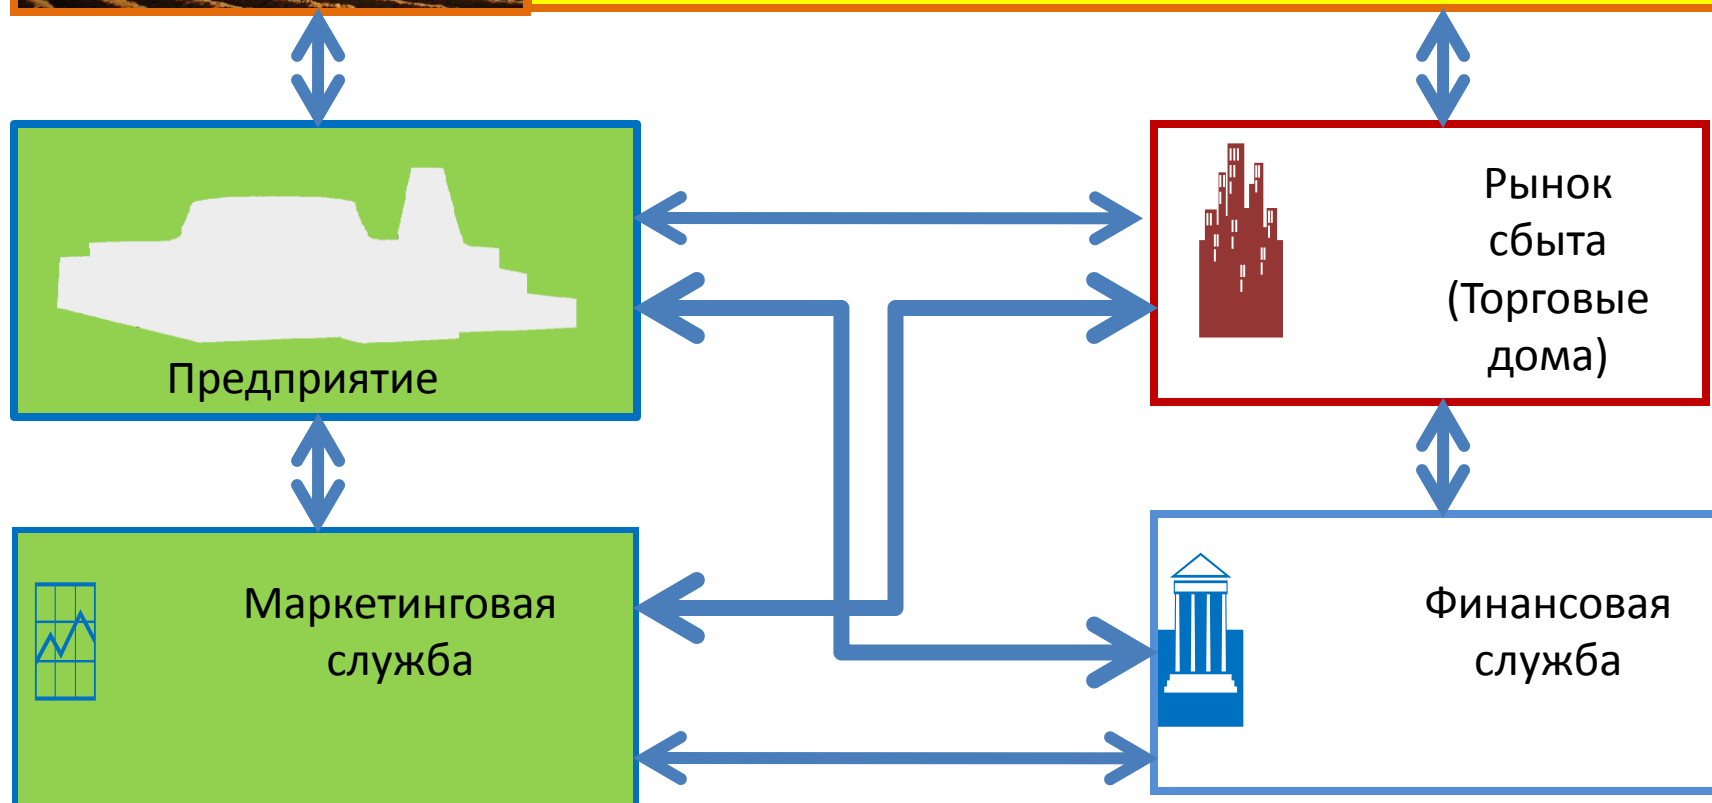 Предприятие
Рынок
сбыта
(Торговые
дома)
Маркетинговая
служба
Финансовая
служба